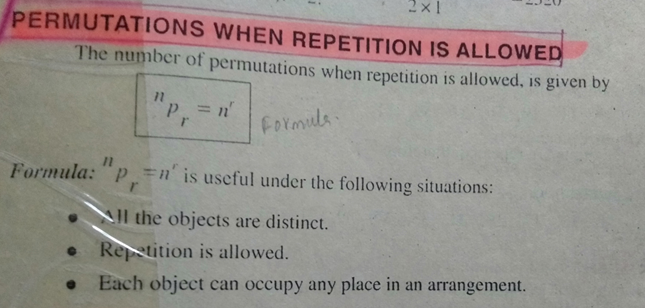 2×1
PERMUTATIONS WHEN REPETITION IS ALLOWED
The number of permutations when repetition is allowed, is given by
ⁿPᵣ = nʳ Formula.
Formula: ⁿPᵣ=nʳ is useful under the following situations:
• All the objects are distinct.
• Repetition is allowed.
• Each object can occupy any place in an arrangement.